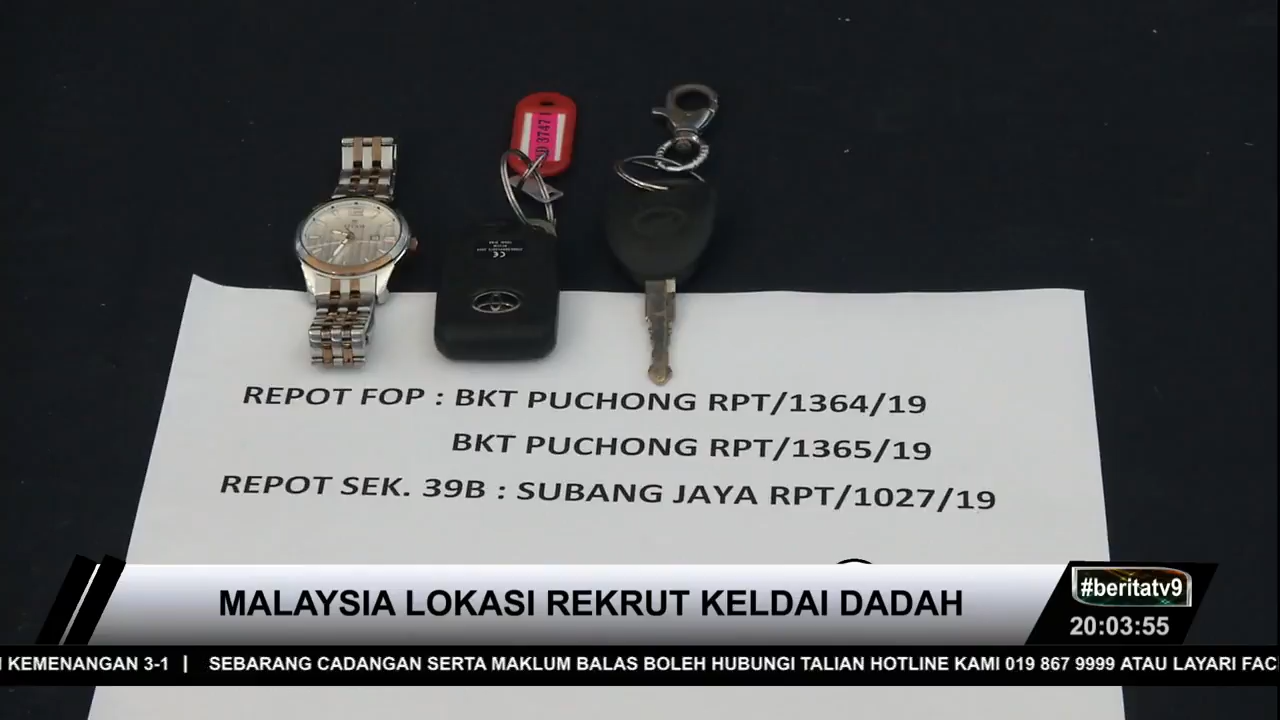 REPOT FOP : BKT PUCHONG RPT/1364/19
BKT PUCHONG RPT/1365/19
REPOT SEK. 39B : SUBANG JAYA RPT/1027/19
MALAYSIA LOKASI REKRUT KELDAI DADAH
#beritatv9
20:03:55
KEMENANGAN 3-1 | SEBARANG CADANGAN SERTA MAKLUM BALAS BOLEH HUBUNGI TALIAN HOTLINE KAMI 019 867 9999 ATAU LAYARI